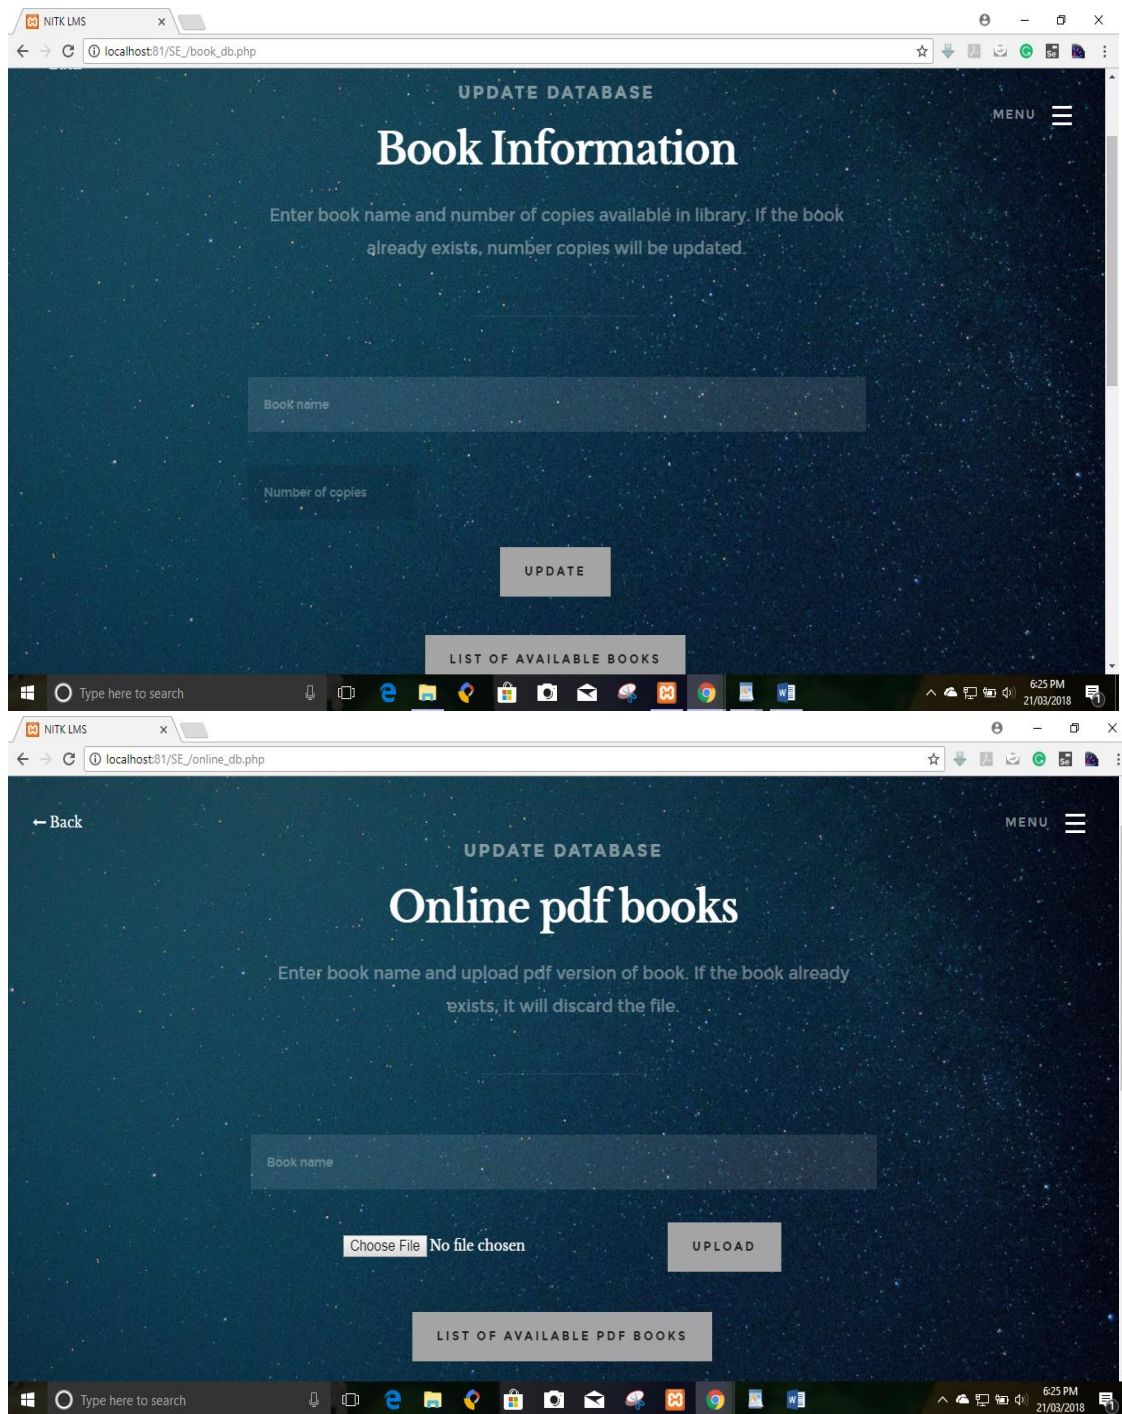 NITK LMS
localhost:81/SE_/book_db.php
UPDATE DATABASE
MENU
Book Information
Enter book name and number of copies available in library. If the book
already exists, number copies will be updated.
Book name
Number of copies
UPDATE
LIST OF AVAILABLE BOOKS
Type here to search
6:25 PM
21/03/2018
NITK LMS
localhost:81/SE_/online_db.php
Back
MENU
UPDATE DATABASE
Online pdf books
Enter book name and upload pdf version of book. If the book already
exists, it will discard the file.
Book name
Choose File No file chosen
UPLOAD
LIST OF AVAILABLE PDF BOOKS
Type here to search
6:25 PM
21/03/2018